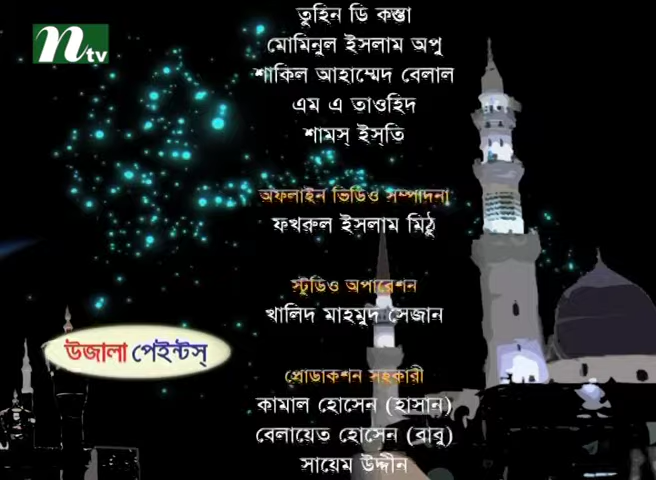 ntv
তুহিন ডি কস্তা
মোমিনুল ইসলাম অপু
শাকিল আহাম্মেদ বেলাল
এম এ তাওহিদ
শামস্ ইস্তি
অফলাইন ভিডিও সম্পাদনা
ফখরুল ইসলাম মিঠু
স্টুডিও অপারেশন
খালিদ মাহমুদ সেজান
উজালা পেইন্টস্
প্রোডাকশন সহকারী
কামাল হোসেন (হাসান)
বেলায়েত হোসেন (বাবু)
সায়েম উদ্দীন